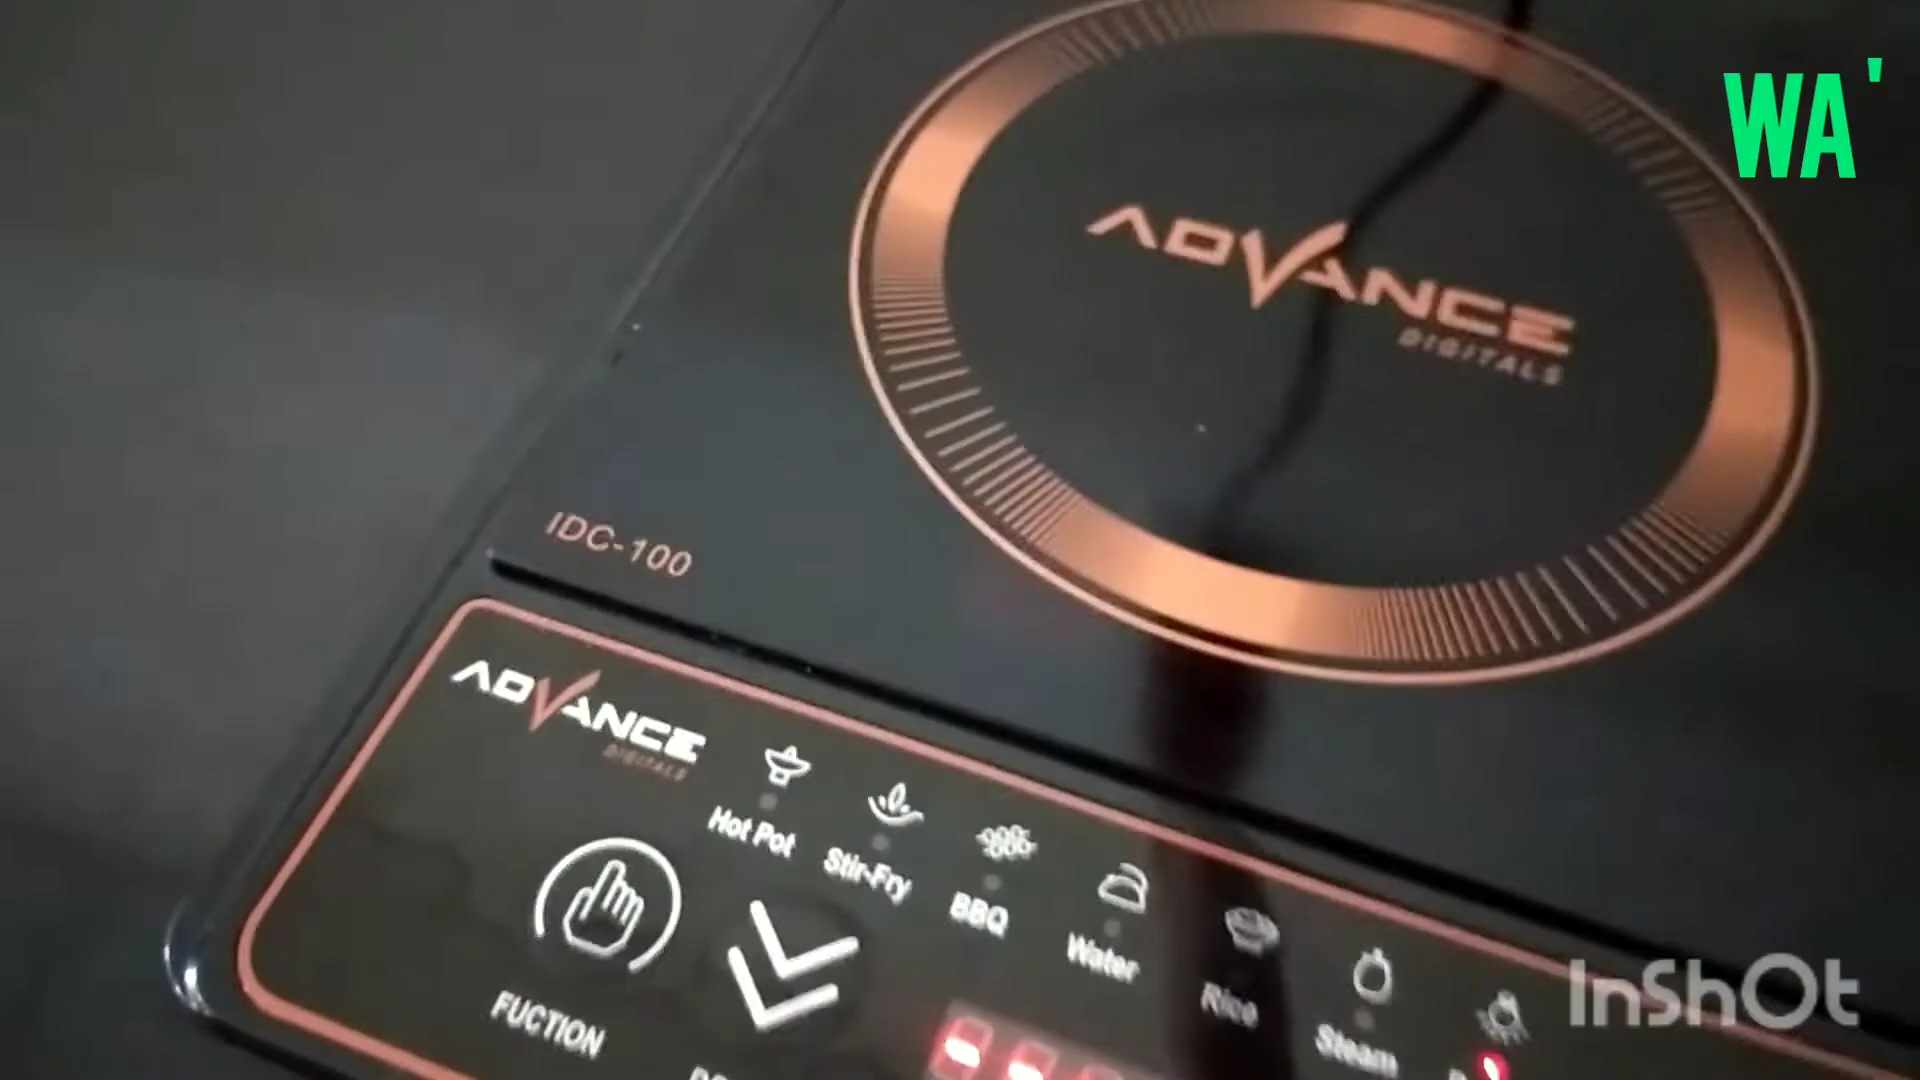 WA'
ADVANCE
DIGITALS
IDC-100
ADVANCE
DIGITALS
Hot Pot
Stir-Fry
BBQ
Water
Rice
Steam
FUCTION
InShOt